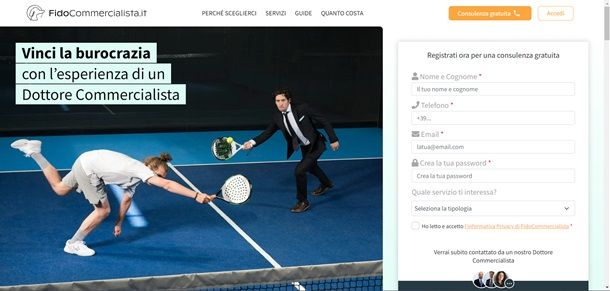 FidoCommercialista.it
PERCHÉ SCEGLIERCI
SERVIZI
GUIDE
QUANTO COSTA
Consulenza gratuita
Accedi
Vinci la burocrazia
con l'esperienza di un
Dottore Commercialista
Registrati ora per una consulenza gratuita
Nome e Cognome *
Il tuo nome e cognome
Telefono *
+39...
Email *
latua@email.com
Crea la tua password *
Crea la tua password
Quale servizio ti interessa?
Seleziona la tipologia
Ho letto e accetto l'informativa Privacy di FidoCommercialista *
Verrai subito contattato da un nostro Dottore
Commercialista